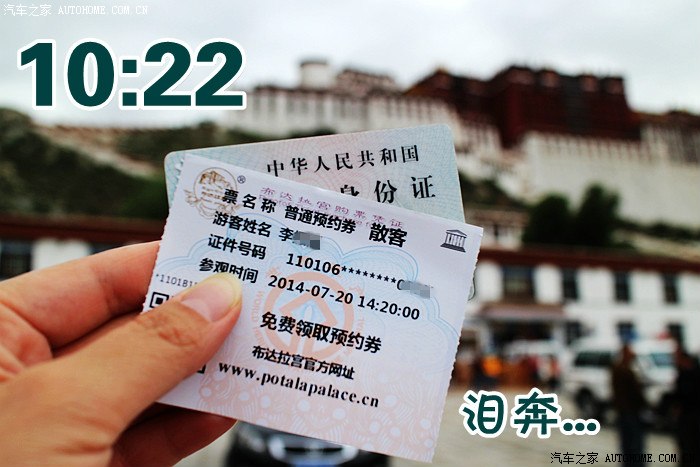 汽车之家 AUTOHOME.COM.CN
10:22
中华人民共和国
身份证
布达拉宫购票凭证
票名称 普通预约券 散客
游客姓名 李
证件号码 110106********0
参观时间 2014-07-20 14:20:00
*110181
免费领取预约券
布达拉宫官方网址
www.potalapalace.cn
泪奔...
汽车之家 AUTOHOME.COM.CN